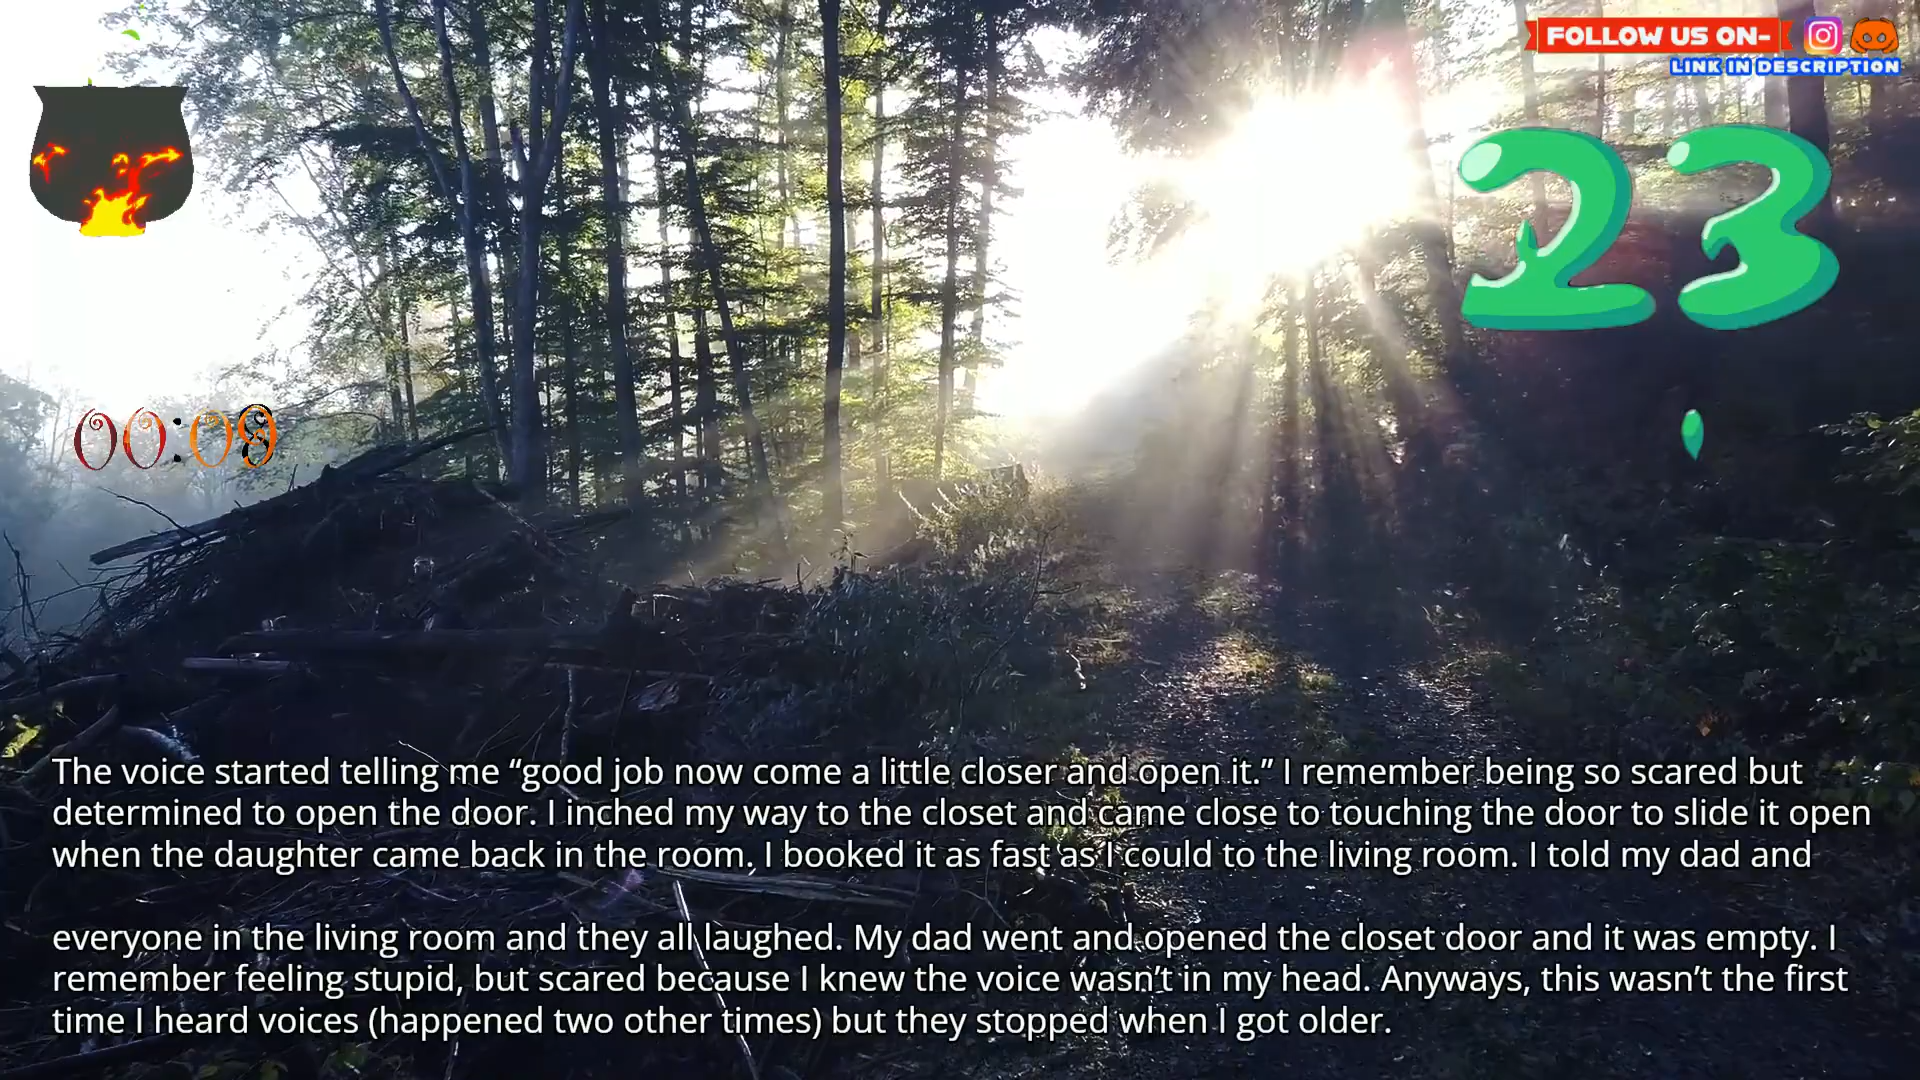 FOLLOW US ON-
LINK IN DESCRIPTION
23
00:0
The voice started telling me “good job now come a little closer and open it.” I remember being so scared but
determined to open the door. I inched my way to the closet and came close to touching the door to slide it open
when the daughter came back in the room. I booked it as fast as I could to the living room. I told my dad and
everyone in the living room and they all laughed. My dad went and opened the closet door and it was empty. I
remember feeling stupid, but scared because I knew the voice wasn’t in my head. Anyways, this wasn’t the first
time I heard voices (happened two other times) but they stopped when I got older.